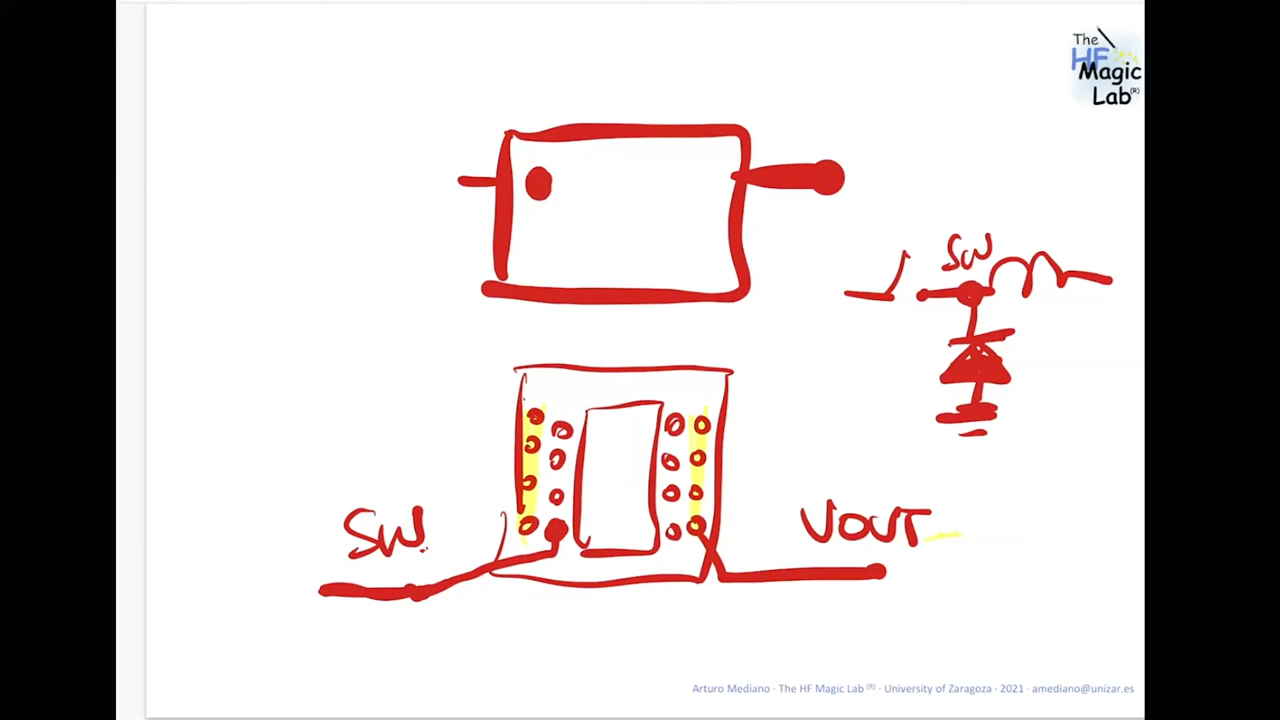 The
HF
Magic
Lab(R)
SW
SW
VOUT
Arturo Mediano · The HF Magic Lab (R) · University of Zaragoza · 2021 · amediano@unizar.es